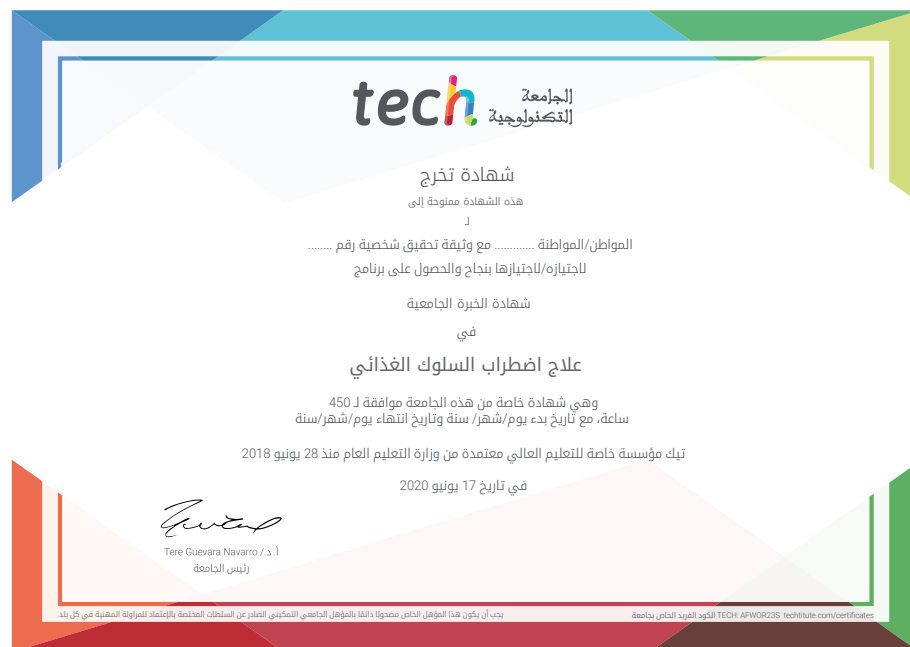 tech الجامعة
التكنولوجية
شهادة تخرج
هذه الشهادة ممنوحة إلى
لـ
المواطن/المواطنة ............ مع وثيقة تحقيق شخصية رقم ........
لاجتيازه/لاجتيازها بنجاح والحصول على برنامج
شهادة الخبرة الجامعية
في
علاج اضطراب السلوك الغذائي
وهي شهادة خاصة من هذه الجامعة موافقة لـ 450
ساعة، مع تاريخ بدء يوم/شهر/ سنة وتاريخ انتهاء يوم/شهر/سنة
تيك مؤسسة خاصة للتعليم العالي معتمدة من وزارة التعليم العام منذ 28 يونيو 2018
في تاريخ 17 يونيو 2020
أ.د./ Tere Guevara Navarro
رئيس الجامعة
يجب أن يكون هذا المؤهل الخاص مصحوبًا دائمًا بالمؤهل الجامعي التمكيني الصادر عن السلطات المختصة بالإعتماد للمزاولة المهنية في كل بلد.
الكود الفريد الخاص بجامعة TECH: AFWOR23S techtitute.com/certificates